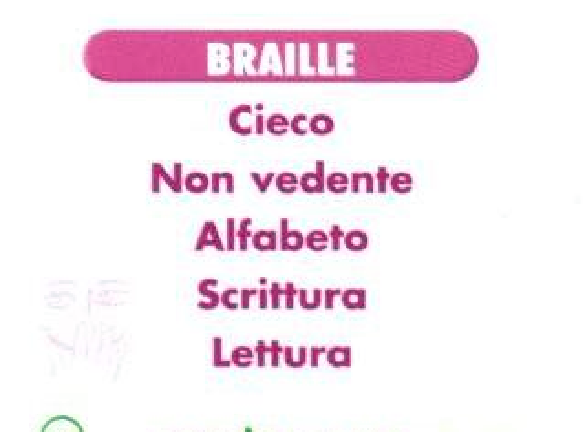 BRAILLE
Cieco
Non vedente
Alfabeto
Scrittura
Lettura